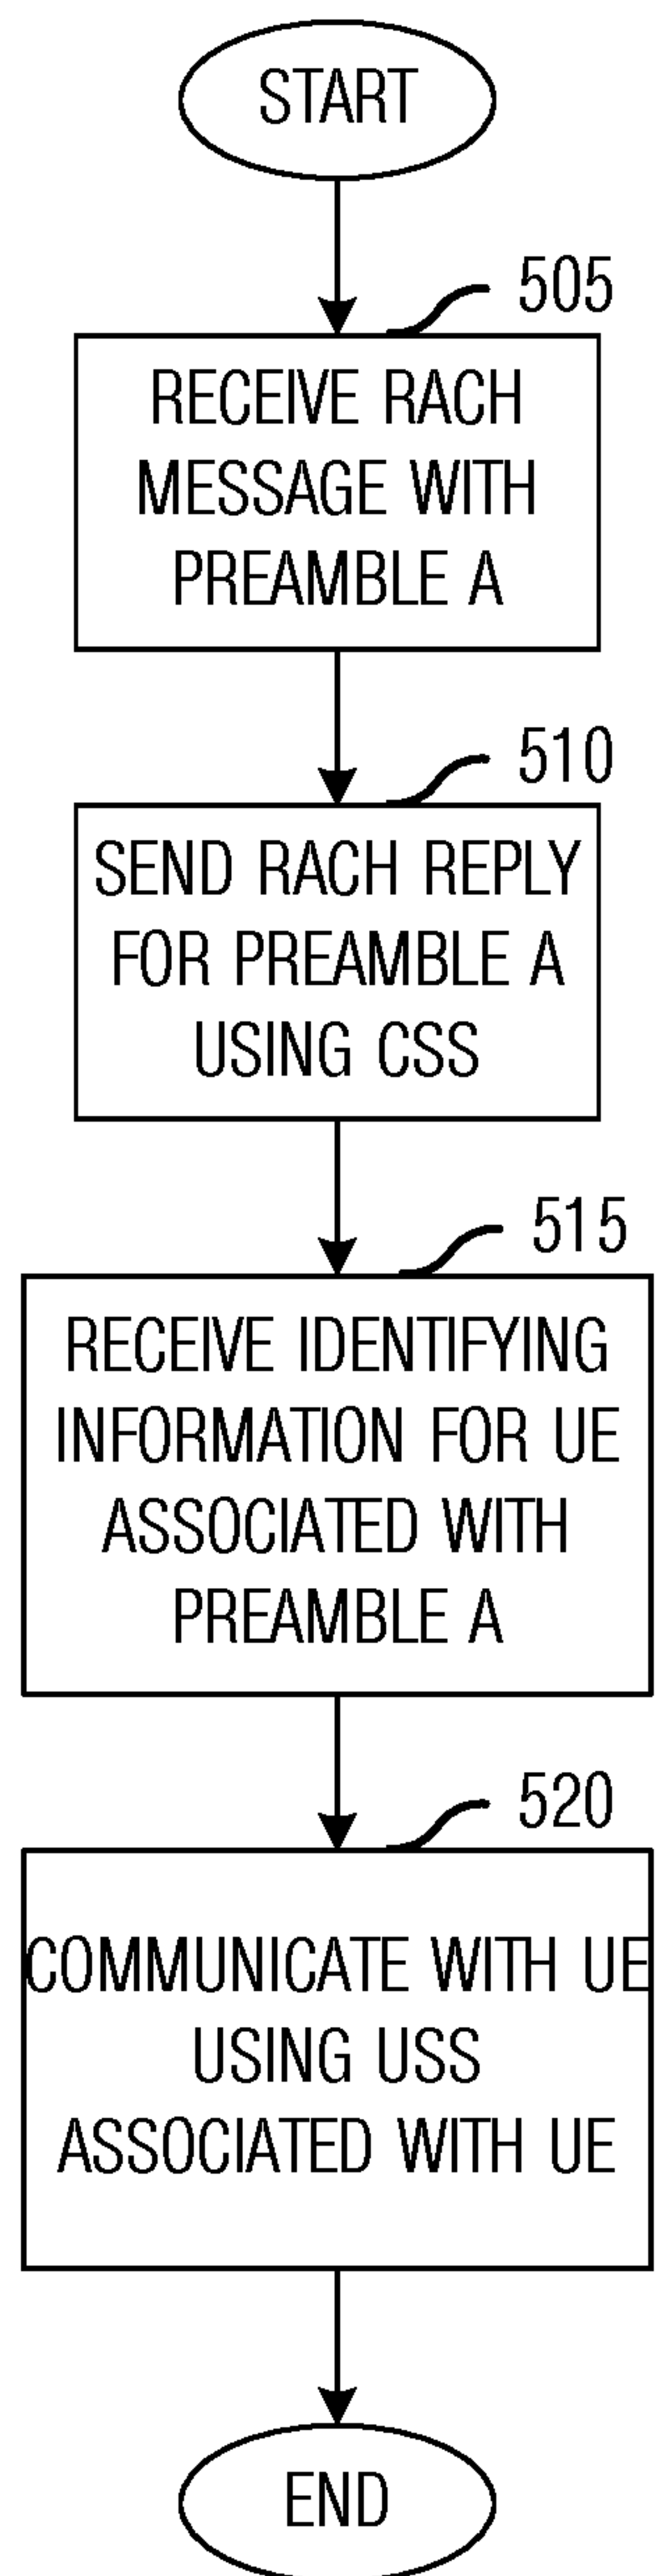 START
505
RECEIVE RACH
MESSAGE WITH
PREAMBLE A
510
SEND RACH REPLY
FOR PREAMBLE A
USING CSS
515
RECEIVE IDENTIFYING
INFORMATION FOR UE
ASSOCIATED WITH
PREAMBLE A
520
COMMUNICATE WITH UE
USING USS
ASSOCIATED WITH UE
END